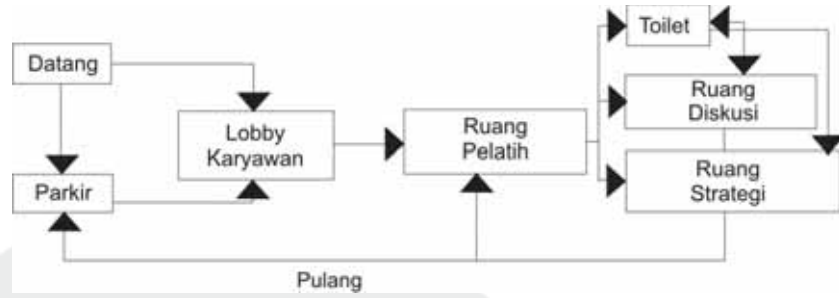 Datang
Parkir
Lobby
Karyawan
Ruang
Pelatih
Toilet
Ruang
Diskusi
Ruang
Strategi
Pulang